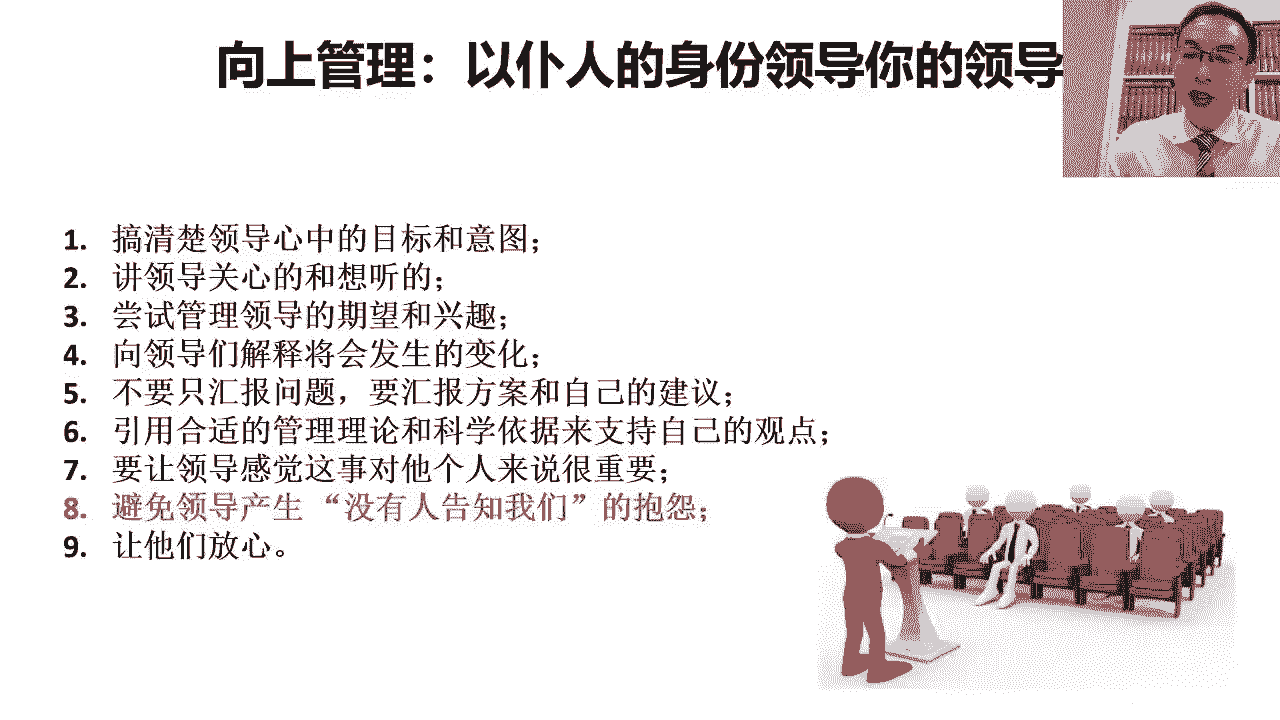 向上管理：以仆人的身份领导你的领导
1. 搞清楚领导心中的目标和意图；
2. 讲领导关心的和想听的；
3. 尝试管理领导的期望和兴趣；
4. 向领导们解释将会发生的变化；
5. 不要只汇报问题，要汇报方案和自己的建议；
6. 引用合适的管理理论和科学依据来支持自己的观点；
7. 要让领导感觉这事对他个人来说很重要；
8. 避免领导产生 “没有人告知我们”的抱怨；
9. 让他们放心。